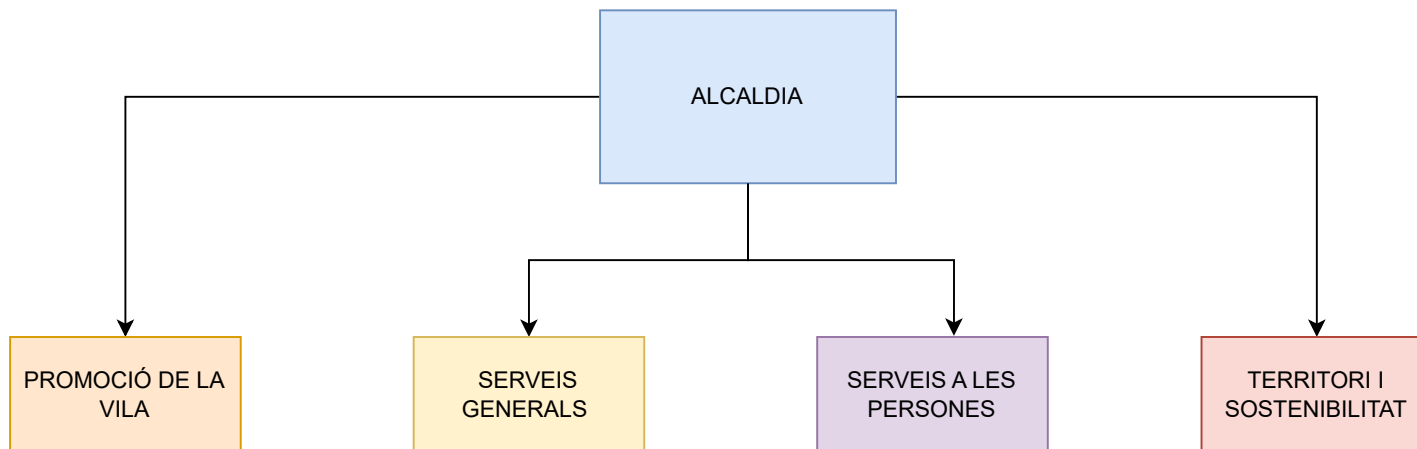 ALCALDIA
PROMOCIÓ DE LA
VILA
SERVEIS
GENERALS
SERVEIS A LES
PERSONES
TERRITORI I
SOSTENIBILITAT